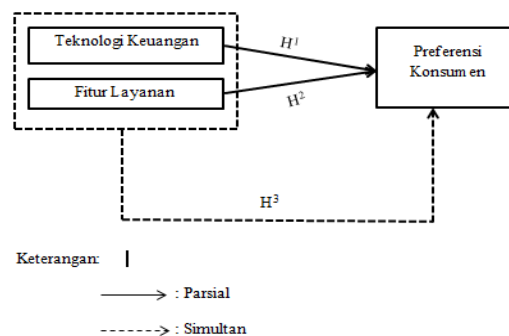 Teknologi Keuangan
H1
Preferensi
Konsumen
Fitur Layanan
H2
H3
Keterangan:
: Parsial
: Simultan